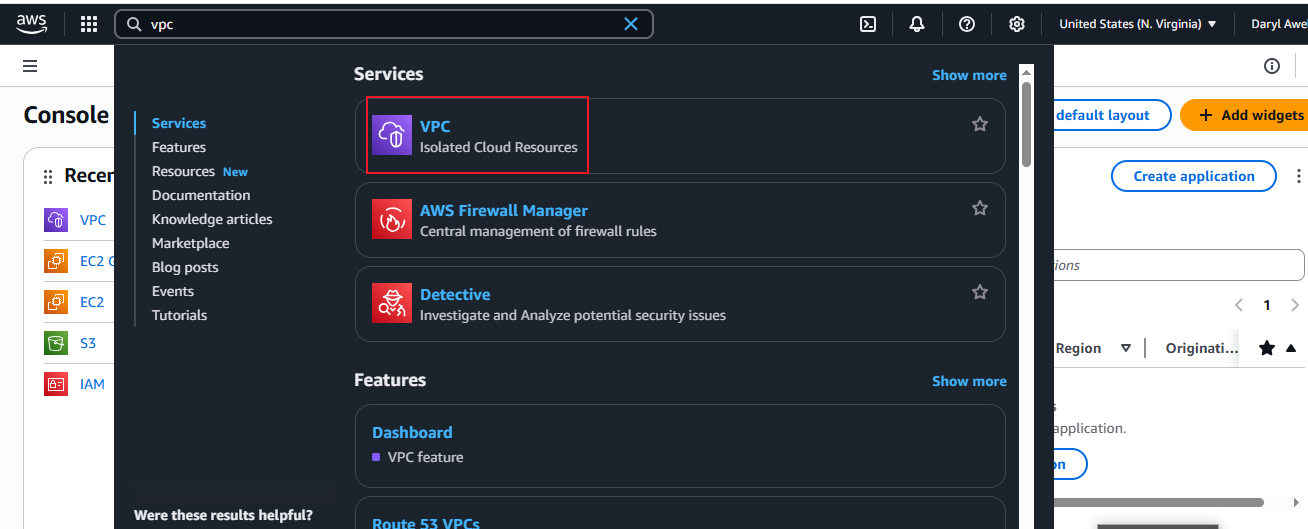 aws
vpc
United States (N. Virginia)
Daryl Awe
Console
default layout
Add widgets
Recen
VPC
EC2
EC2
S3
IAM
Services
Features
Resources New
Documentation
Knowledge articles
Marketplace
Blog posts
Events
Tutorials
Were these results helpful?
Services
Show more
VPC
Isolated Cloud Resources
AWS Firewall Manager
Central management of firewall rules
Detective
Investigate and Analyze potential security issues
Features
Show more
Dashboard
VPC feature
Route 53 VPCs
Create application
1
Region
Originati...
application.